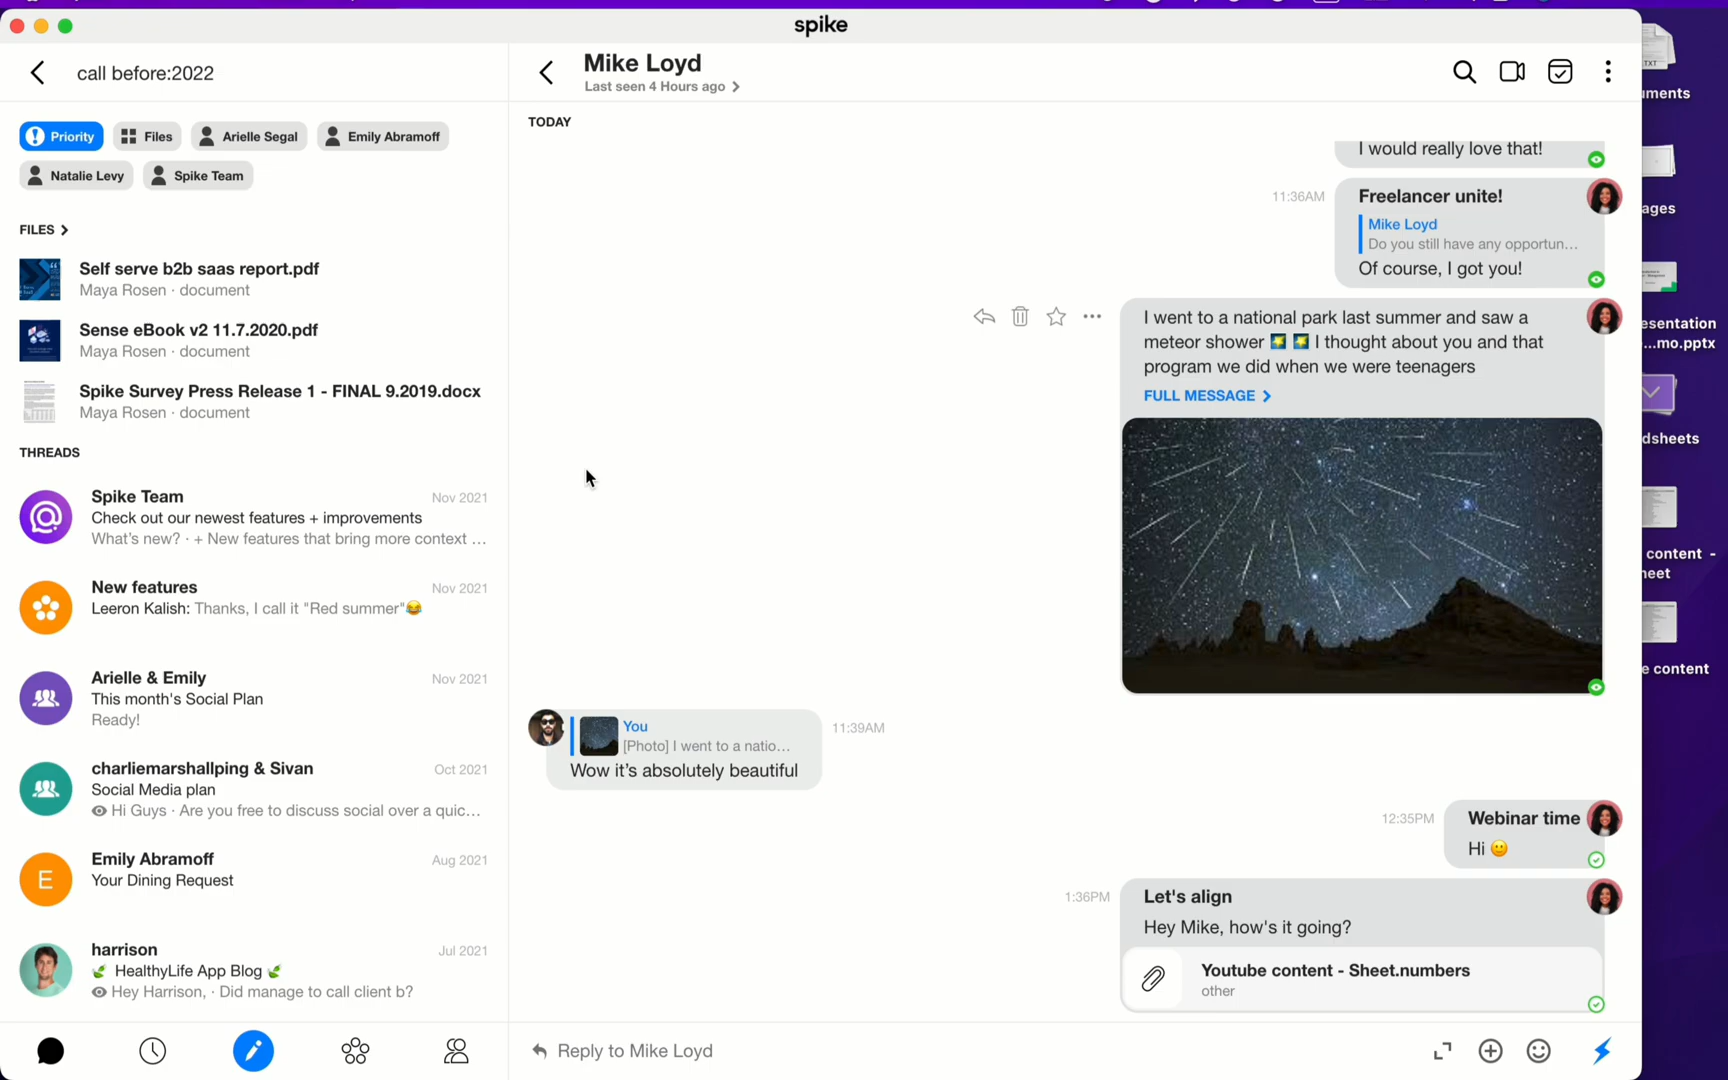 spike
call before:2022
Priority
Files
Arielle Segal
Emily Abramoff
Natalie Levy
Spike Team
FILES
Self serve b2b saas report.pdf
Maya Rosen · document
Sense eBook v2 11.7.2020.pdf
Maya Rosen · document
Spike Survey Press Release 1 - FINAL 9.2019.docx
Maya Rosen · document
THREADS
Spike Team
Nov 2021
Check out our newest features + improvements
What's new? · + New features that bring more context ...
New features
Nov 2021
Leeron Kalish: Thanks, I call it "Red summer"😂
Arielle & Emily
Nov 2021
This month's Social Plan
Ready!
charliemarshallping & Sivan
Oct 2021
Social Media plan
Hi Guys · Are you free to discuss social over a quic...
E
Emily Abramoff
Aug 2021
Your Dining Request
harrison
Jul 2021
🌿 HealthyLife App Blog 🌿
Hey Harrison, · Did manage to call client b?
Mike Loyd
Last seen 4 Hours ago
TODAY
I would really love that!
11:36AM
Freelancer unite!
Mike Loyd
Do you still have any opportun...
Of course, I got you!
I went to a national park last summer and saw a
meteor shower 🌠 🌠 I thought about you and that
program we did when we were teenagers
FULL MESSAGE
You
[Photo] I went to a natio...
Wow it's absolutely beautiful
11:39AM
12:35PM
Webinar time
Hi 🙂
1:36PM
Let's align
Hey Mike, how's it going?
Youtube content - Sheet.numbers
other
Reply to Mike Loyd
.TXT
uments
ages
esentation
...mo.pptx
dsheets
content -
heet
e content